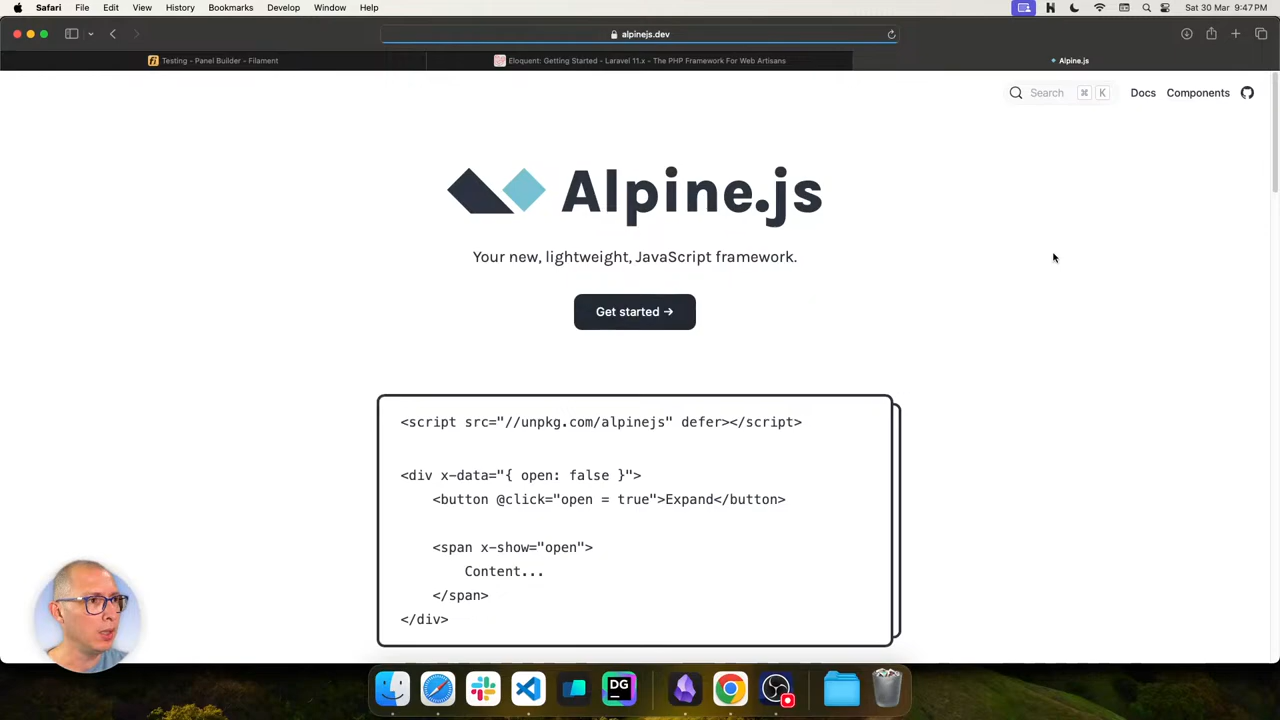 Safari File Edit View History Bookmarks Develop Window Help Sat 30 Mar 9:47 PM
alpinejs.dev
Testing - Panel Builder - Filament Eloquent: Getting Started - Laravel 11.x - The PHP Framework For Web Artisans Alpine.js
Search ⌘ K Docs Components
Alpine.js
Your new, lightweight, JavaScript framework.
Get started →
<script src="//unpkg.com/alpinejs" defer></script>
<div x-data="{ open: false }">
<button @click="open = true">Expand</button>
<span x-show="open">
Content...
</span>
</div>
DG